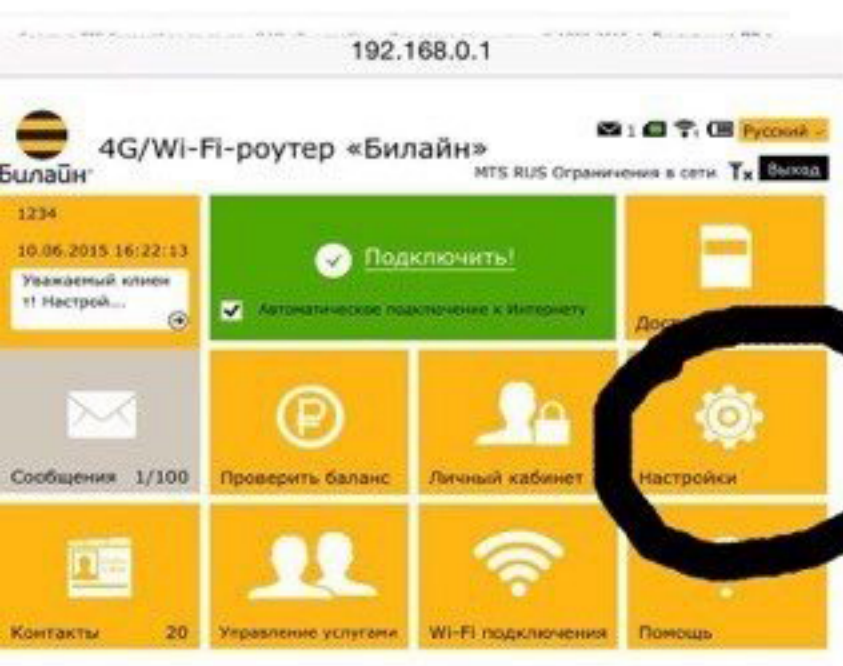 192.168.0.1
Билайн
4G/Wi-Fi-роутер «Билайн»
1
Русский
MTS RUS Ограничения в сети
Выход
1234
10.06.2015 16:22:13
Уважаемый клиен
т! Настрой...
Подключить!
Автоматическое подключение к Интернету
Сообщения 1/100
Проверить баланс
Личный кабинет
Настройки
Контакты 20
Управление услугами
Wi-Fi подключения
Помощь